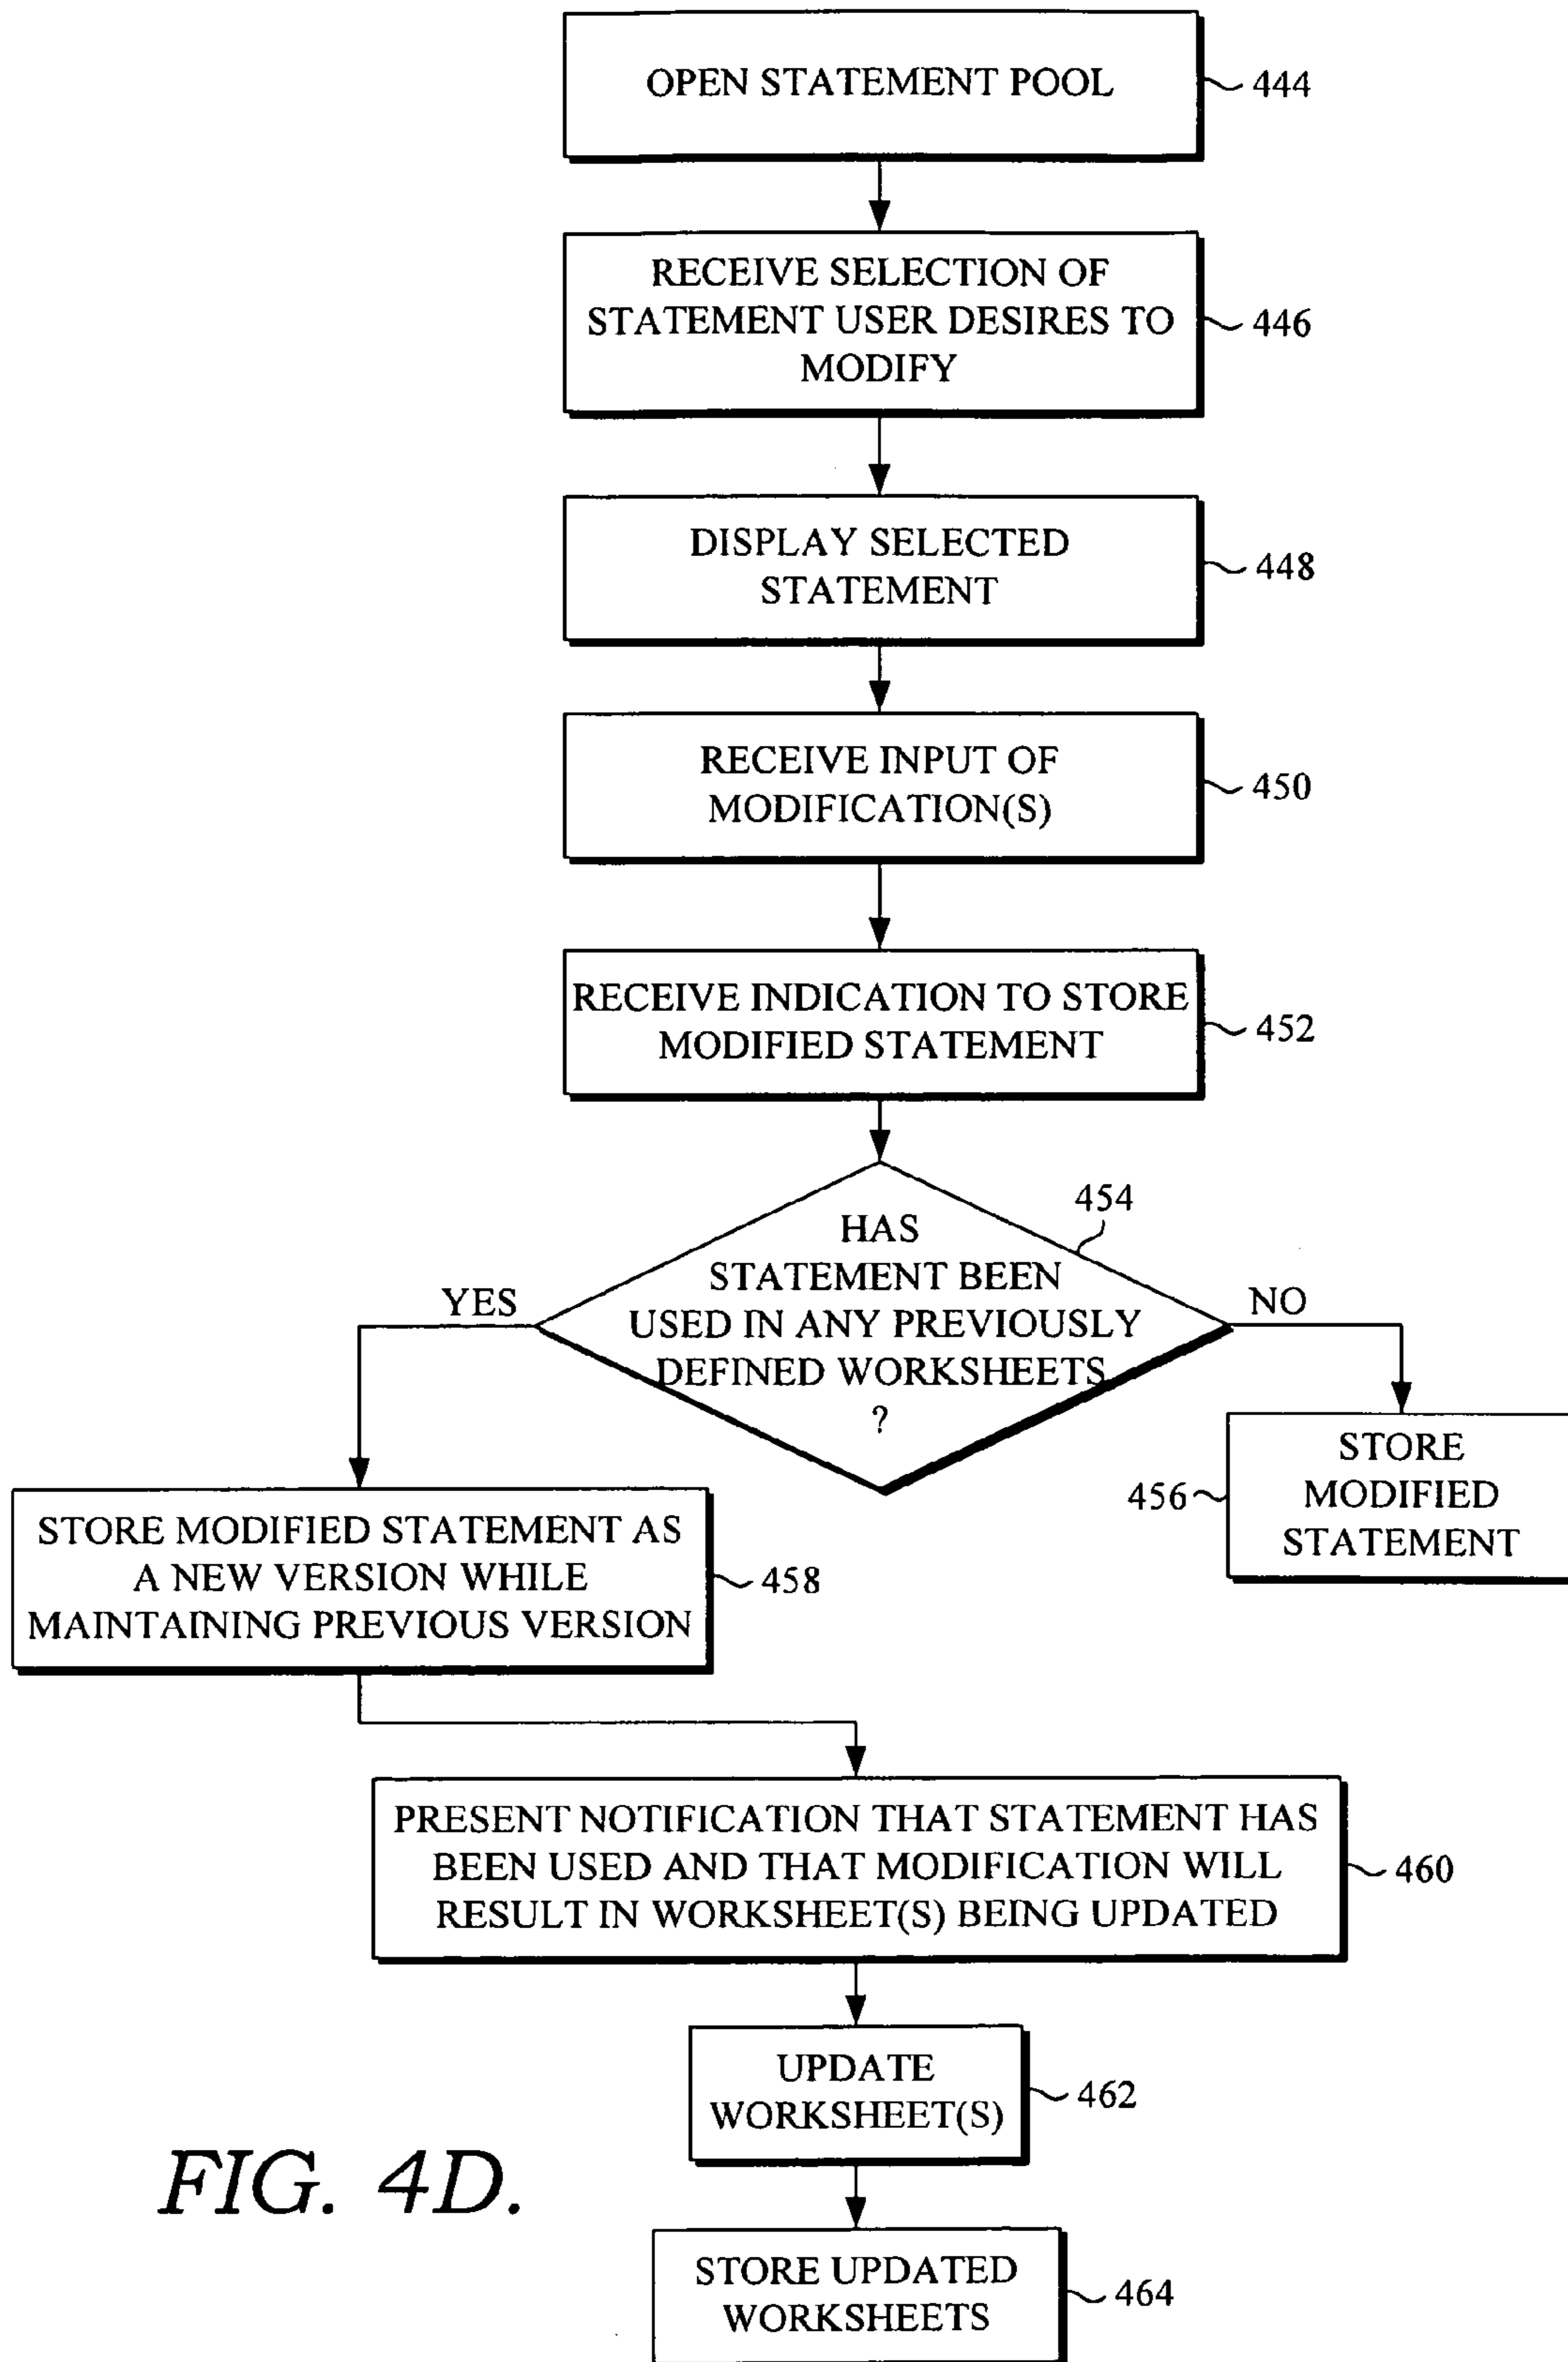 OPEN STATEMENT POOL
444
RECEIVE SELECTION OF
STATEMENT USER DESIRES TO
MODIFY
446
DISPLAY SELECTED
STATEMENT
448
RECEIVE INPUT OF
MODIFICATION(S)
450
RECEIVE INDICATION TO STORE
MODIFIED STATEMENT
452
454
HAS
STATEMENT BEEN
USED IN ANY PREVIOUSLY
DEFINED WORKSHEETS
?
YES
NO
STORE
MODIFIED
STATEMENT
456
STORE MODIFIED STATEMENT AS
A NEW VERSION WHILE
MAINTAINING PREVIOUS VERSION
458
PRESENT NOTIFICATION THAT STATEMENT HAS
BEEN USED AND THAT MODIFICATION WILL
RESULT IN WORKSHEET(S) BEING UPDATED
460
UPDATE
WORKSHEET(S)
462
STORE UPDATED
WORKSHEETS
464
FIG. 4D.